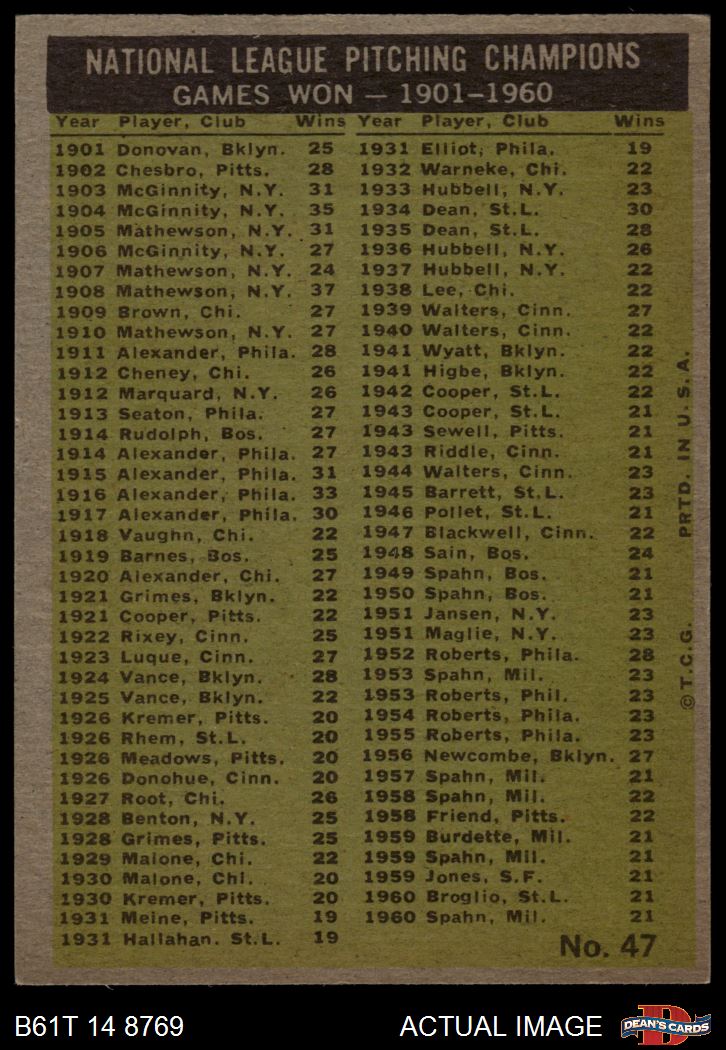 NATIONAL LEAGUE PITCHING CHAMPIONS
GAMES WON — 1901-1960
Year Player, Club Wins
1901 Donovan, Bklyn. 25
1902 Chesbro, Pitts. 28
1903 McGinnity, N.Y. 31
1904 McGinnity, N.Y. 35
1905 Mathewson, N.Y. 31
1906 McGinnity, N.Y. 27
1907 Mathewson, N.Y. 24
1908 Mathewson, N.Y. 37
1909 Brown, Chi. 27
1910 Mathewson, N.Y. 27
1911 Alexander, Phila. 28
1912 Cheney, Chi. 26
1912 Marquard, N.Y. 26
1913 Seaton, Phila. 27
1914 Rudolph, Bos. 27
1914 Alexander, Phila. 27
1915 Alexander, Phila. 31
1916 Alexander, Phila. 33
1917 Alexander, Phila. 30
1918 Vaughn, Chi. 22
1919 Barnes, Bos. 25
1920 Alexander, Chi. 27
1921 Grimes, Bklyn. 22
1921 Cooper, Pitts. 22
1922 Rixey, Cinn. 25
1923 Luque, Cinn. 27
1924 Vance, Bklyn. 28
1925 Vance, Bklyn. 22
1926 Kremer, Pitts. 20
1926 Rhem, St.L. 20
1926 Meadows, Pitts. 20
1926 Donohue, Cinn. 20
1927 Root, Chi. 26
1928 Benton, N.Y. 25
1928 Grimes, Pitts. 25
1929 Malone, Chi. 22
1930 Malone, Chi. 20
1930 Kremer, Pitts. 20
1931 Meine, Pitts. 19
1931 Hallahan. St.L. 19
Year Player, Club Wins
1931 Elliot, Phila. 19
1932 Warneke, Chi. 22
1933 Hubbell, N.Y. 23
1934 Dean, St.L. 30
1935 Dean, St.L. 28
1936 Hubbell, N.Y. 26
1937 Hubbell, N.Y. 22
1938 Lee, Chi. 22
1939 Walters, Cinn. 27
1940 Walters, Cinn. 22
1941 Wyatt, Bklyn. 22
1941 Higbe, Bklyn. 22
1942 Cooper, St.L. 22
1943 Cooper, St.L. 21
1943 Sewell, Pitts. 21
1943 Riddle, Cinn. 21
1944 Walters, Cinn. 23
1945 Barrett, St.L. 23
1946 Pollet, St.L. 21
1947 Blackwell, Cinn. 22
1948 Sain, Bos. 24
1949 Spahn, Bos. 21
1950 Spahn, Bos. 21
1951 Jansen, N.Y. 23
1951 Maglie, N.Y. 23
1952 Roberts, Phila. 28
1953 Spahn, Mil. 23
1953 Roberts, Phil. 23
1954 Roberts, Phila. 23
1955 Roberts, Phila. 23
1956 Newcombe, Bklyn. 27
1957 Spahn, Mil. 21
1958 Spahn, Mil. 22
1958 Friend, Pitts. 22
1959 Burdette, Mil. 21
1959 Spahn, Mil. 21
1959 Jones, S.F. 21
1960 Broglio, St.L. 21
1960 Spahn, Mil. 21
No. 47
© T.C.G. PRTD. IN U.S.A.
B61T 14 8769
ACTUAL IMAGE
D
DEAN'S CARDS